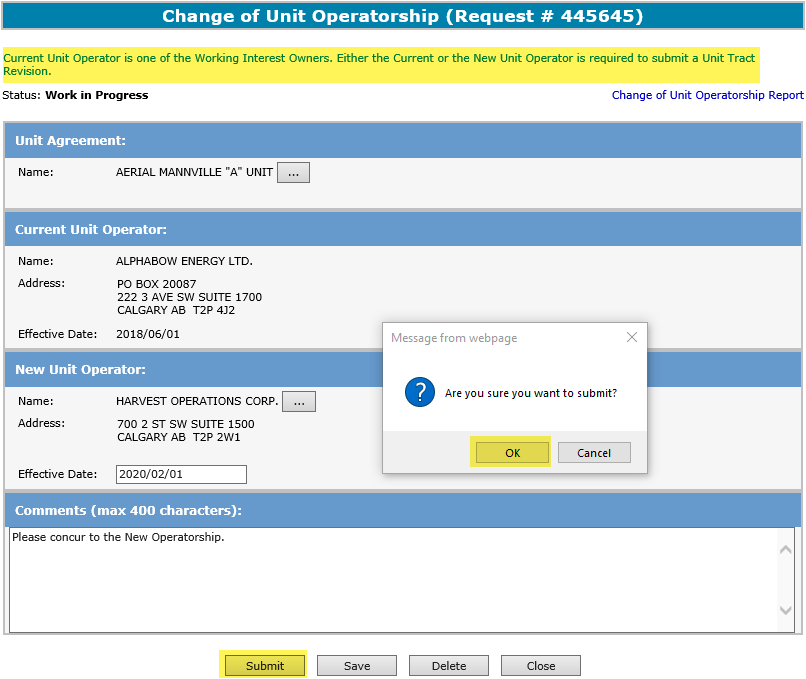 Change of Unit Operatorship (Request # 445645)
Current Unit Operator is one of the Working Interest Owners. Either the Current or the New Unit Operator is required to submit a Unit Tract
Revision.
Status: Work in Progress
Change of Unit Operatorship Report
Unit Agreement:
Name: AERIAL MANNVILLE "A" UNIT ...
Current Unit Operator:
Name: ALPHABOW ENERGY LTD.
Address: PO BOX 20087
222 3 AVE SW SUITE 1700
CALGARY AB T2P 4J2
Effective Date: 2018/06/01
New Unit Operator:
Name: HARVEST OPERATIONS CORP. ...
Address: 700 2 ST SW SUITE 1500
CALGARY AB T2P 2W1
Effective Date: 2020/02/01
Message from webpage
? Are you sure you want to submit?
OK Cancel
Comments (max 400 characters):
Please concur to the New Operatorship.
Submit Save Delete Close